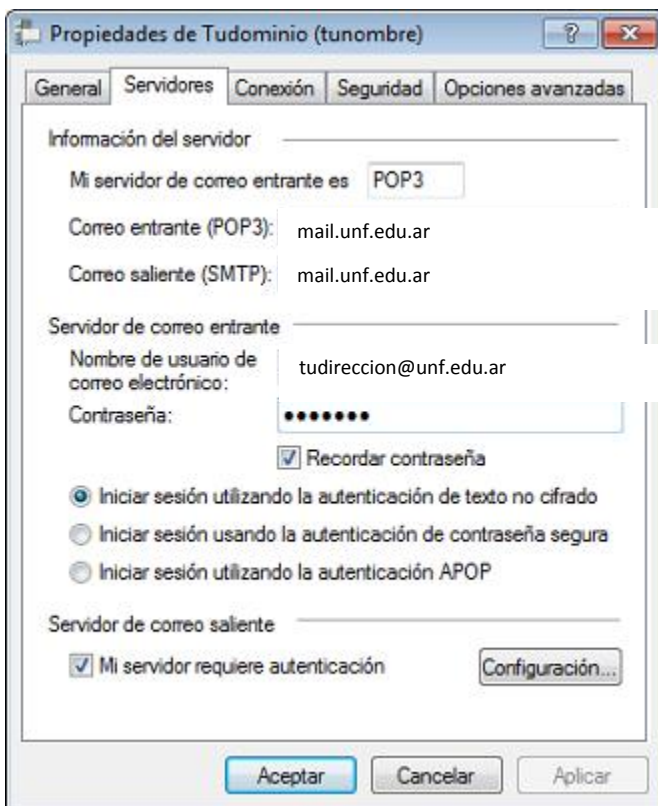 Propiedades de Tudominio (tunombre)
General Servidores Conexión Seguridad Opciones avanzadas
Información del servidor
Mi servidor de correo entrante es POP3
Correo entrante (POP3): mail.unf.edu.ar
Correo saliente (SMTP): mail.unf.edu.ar
Servidor de correo entrante
Nombre de usuario de
correo electrónico: tudireccion@unf.edu.ar
Contraseña: ●●●●●●●
Recordar contraseña
Iniciar sesión utilizando la autenticación de texto no cifrado
Iniciar sesión usando la autenticación de contraseña segura
Iniciar sesión utilizando la autenticación APOP
Servidor de correo saliente
Mi servidor requiere autenticación Configuración...
Aceptar Cancelar Aplicar